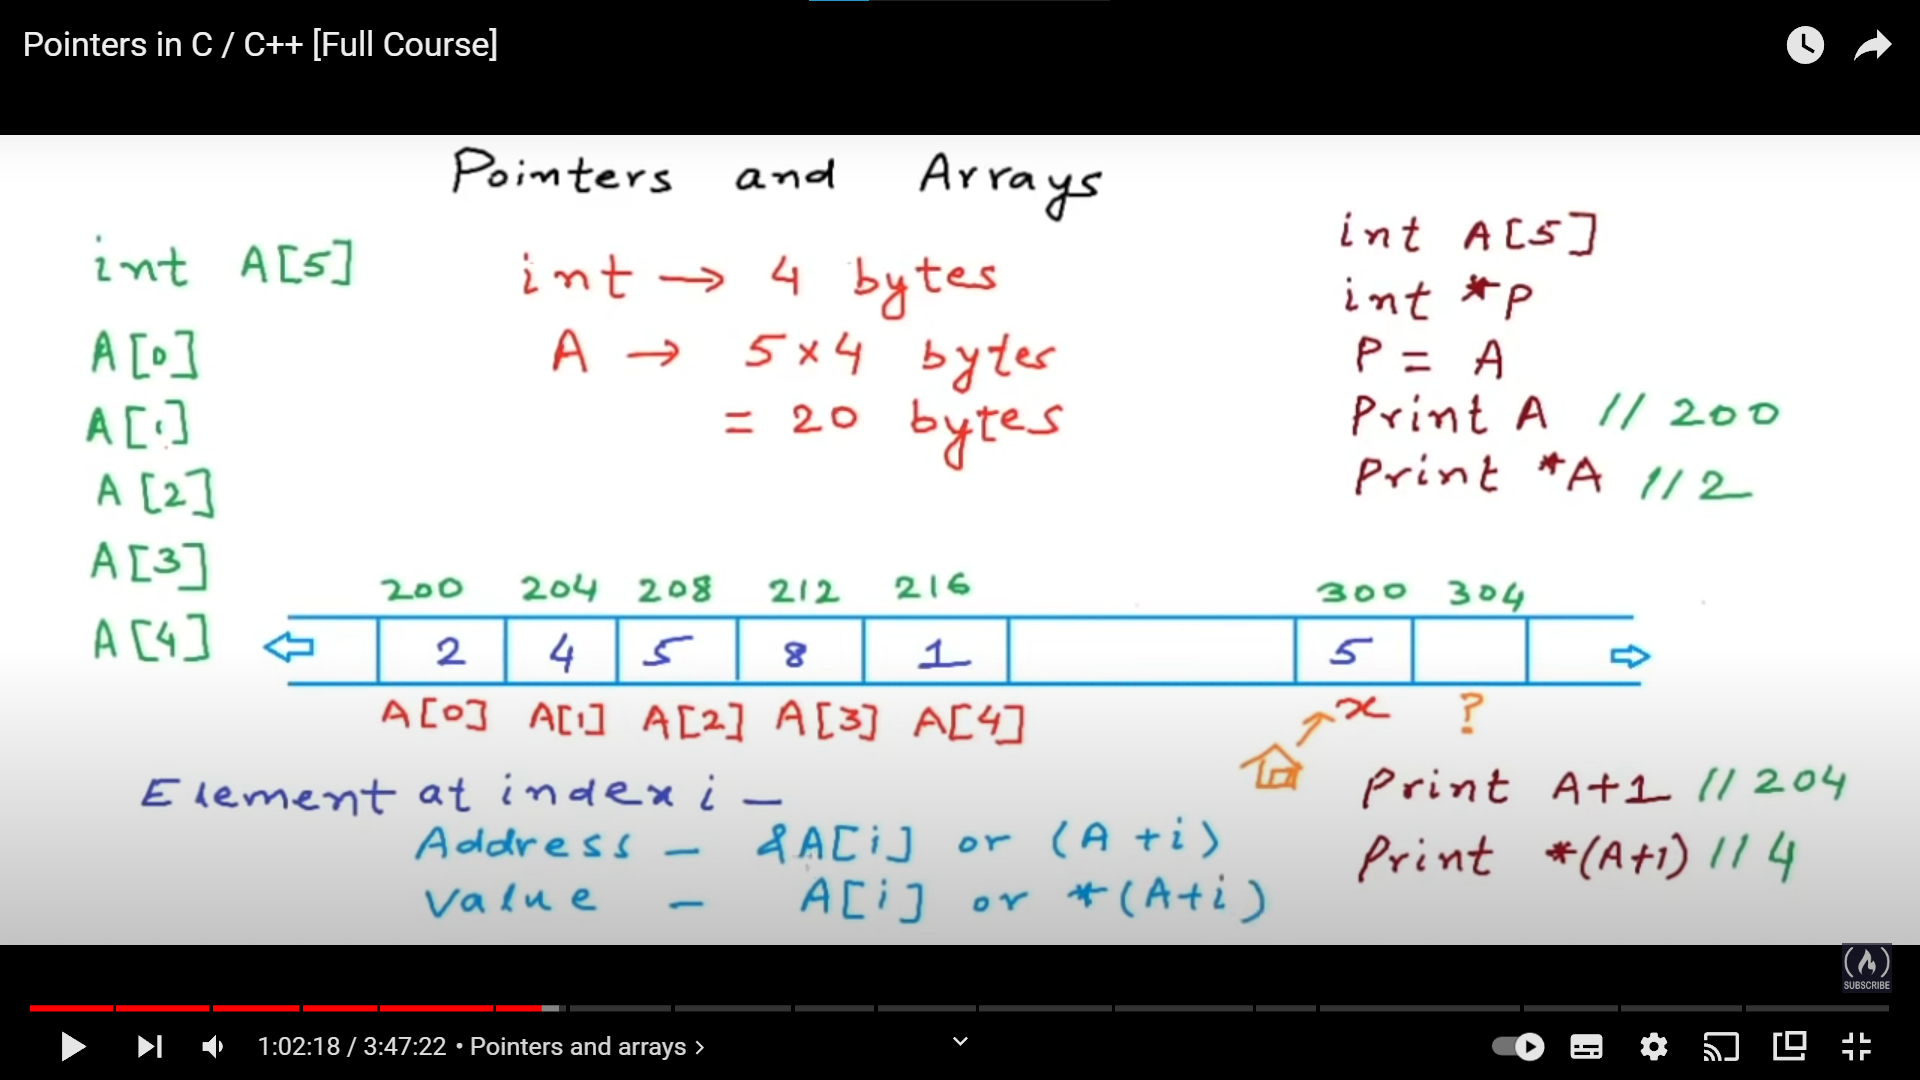 Pointers in C / C++ [Full Course]
Pointers and Arrays
int A[5]
A[0]
A[1]
A[2]
A[3]
A[4]
int → 4 bytes
A → 5×4 bytes
= 20 bytes
int A[5]
int *p
P = A
Print A // 200
Print *A // 2
200 204 208 212 216 300 304
2 4 5 8 1 5
A[0] A[1] A[2] A[3] A[4] x ?
Element at index i —
Address — &A[i] or (A + i)
Value — A[i] or *(A+i)
Print A+1 // 204
Print *(A+1) // 4
SUBSCRIBE
1:02:18 / 3:47:22 • Pointers and arrays >